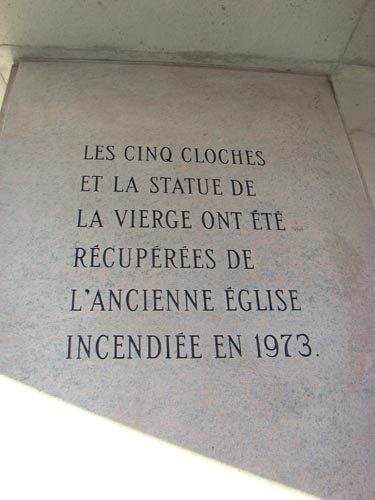 LES CINQ CLOCHES
ET LA STATUE DE
LA VIERGE ONT ÉTÉ
RÉCUPÉRÉES DE
L'ANCIENNE ÉGLISE
INCENDIÉE EN 1973.